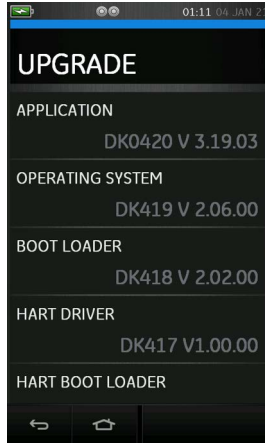 01:11 04 JAN 2
UPGRADE
APPLICATION
DK0420 V 3.19.03
OPERATING SYSTEM
DK419 V 2.06.00
BOOT LOADER
DK418 V 2.02.00
HART DRIVER
DK417 V1.00.00
HART BOOT LOADER